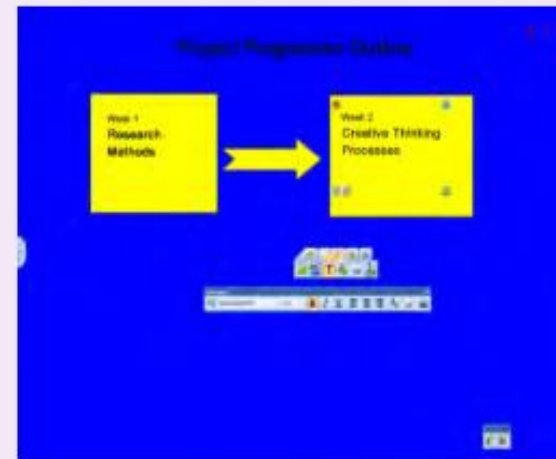 Project Progression Outline
Week 1
Research
Methods
Week 2
Creative Thinking
Processes